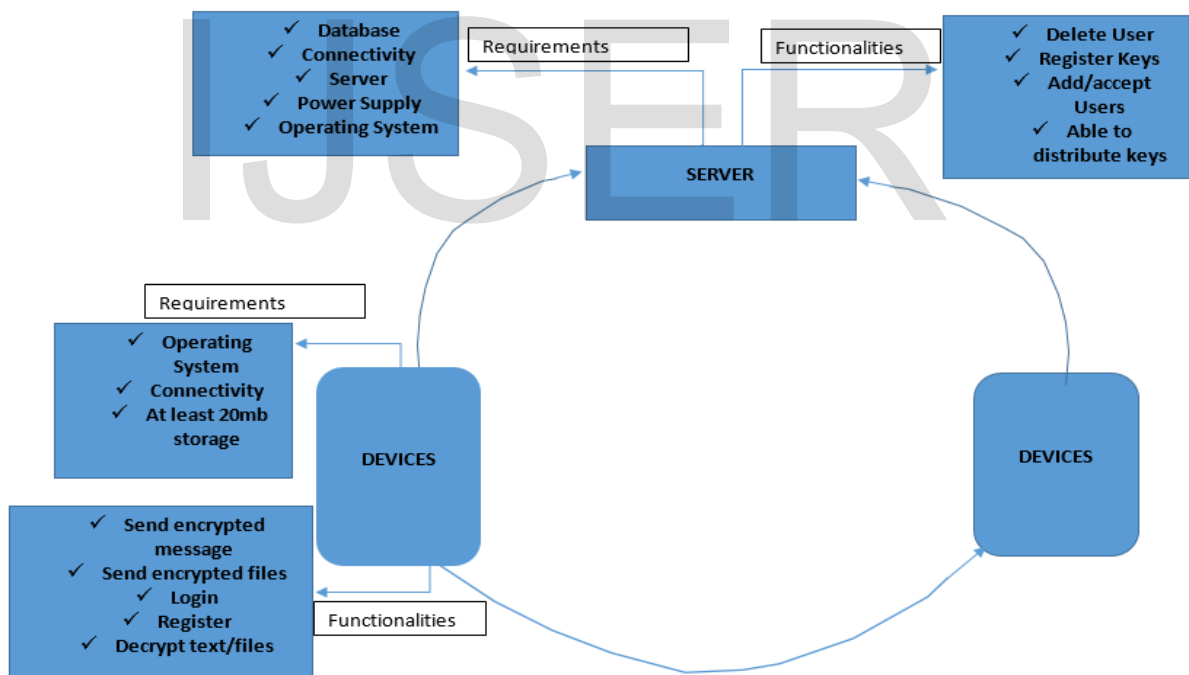 IJSER
✓ Database
✓ Connectivity
✓ Server
✓ Power Supply
✓ Operating System
Requirements
Functionalities
✓ Delete User
✓ Register Keys
✓ Add/accept
Users
✓ Able to
distribute keys
SERVER
Requirements
✓ Operating
System
✓ Connectivity
✓ At least 20mb
storage
DEVICES
DEVICES
✓ Send encrypted
message
✓ Send encrypted files
✓ Login
✓ Register
✓ Decrypt text/files
Functionalities